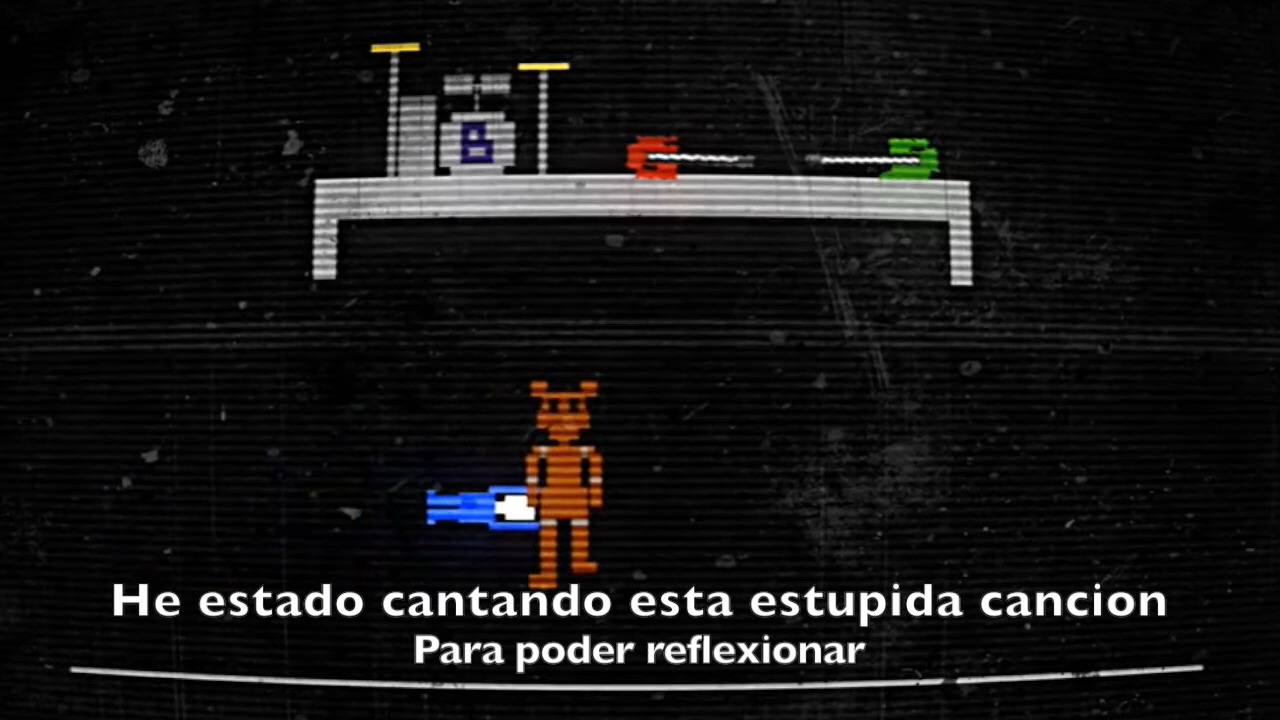 B
He estado cantando esta estupida cancion
Para poder reflexionar